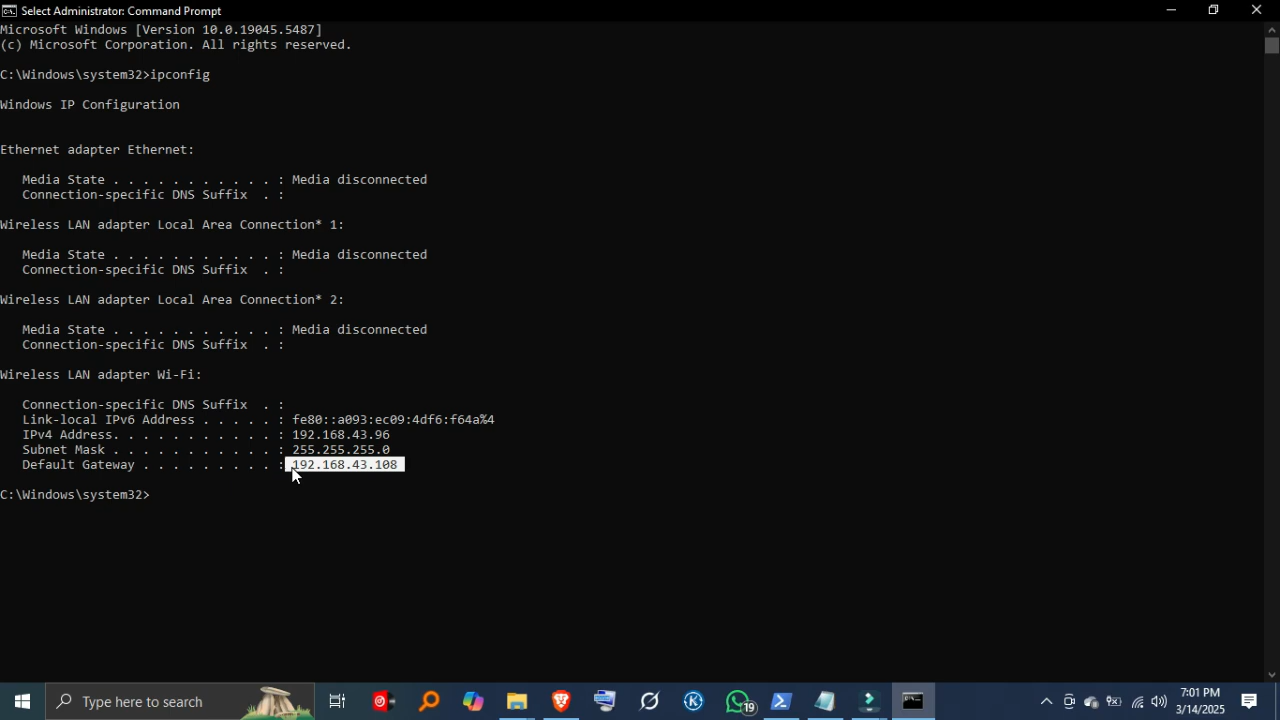 Select Administrator: Command Prompt
Microsoft Windows [Version 10.0.19045.5487]
(c) Microsoft Corporation. All rights reserved.
C:\Windows\system32>ipconfig
Windows IP Configuration
Ethernet adapter Ethernet:
Media State . . . . . . . . . . . : Media disconnected
Connection-specific DNS Suffix  . :
Wireless LAN adapter Local Area Connection* 1:
Media State . . . . . . . . . . . : Media disconnected
Connection-specific DNS Suffix  . :
Wireless LAN adapter Local Area Connection* 2:
Media State . . . . . . . . . . . : Media disconnected
Connection-specific DNS Suffix  . :
Wireless LAN adapter Wi-Fi:
Connection-specific DNS Suffix  . :
Link-local IPv6 Address . . . . . : fe80::a093:ec09:4df6:f64a%4
IPv4 Address. . . . . . . . . . . : 192.168.43.96
Subnet Mask . . . . . . . . . . . : 255.255.255.0
Default Gateway . . . . . . . . . : 192.168.43.108
C:\Windows\system32>
Type here to search
19
7:01 PM
3/14/2025